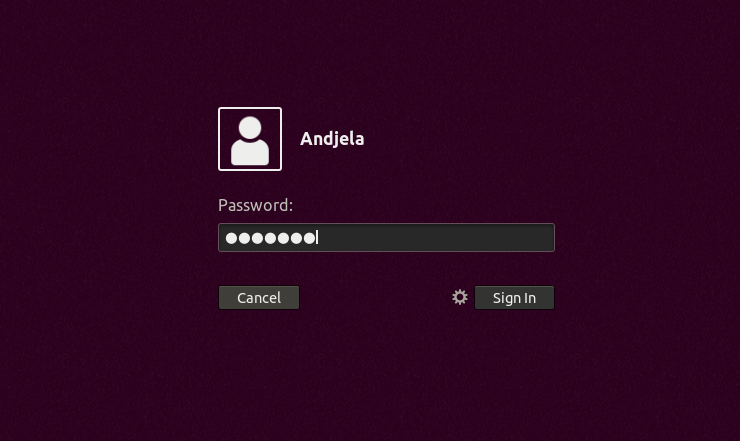 Andjela
Password:
●●●●●●●
Cancel
Sign In